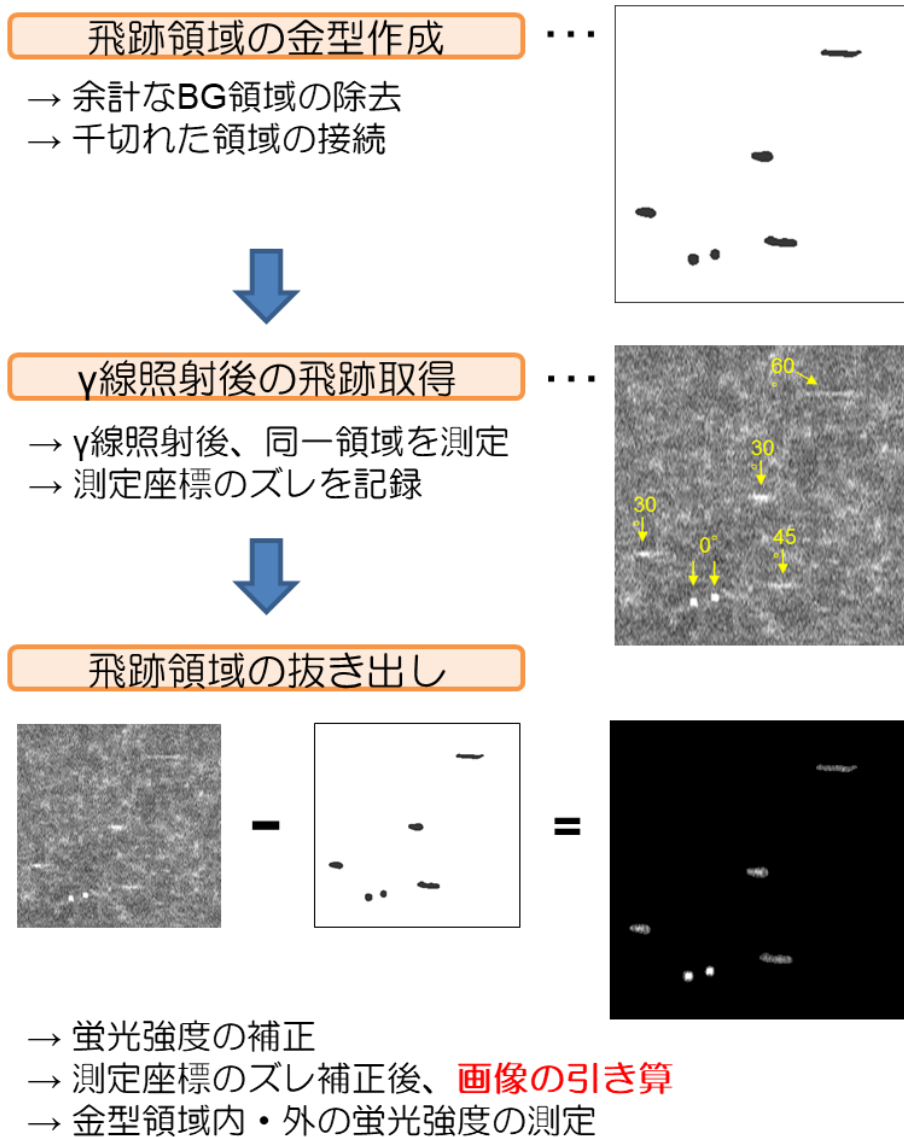 飛跡領域の金型作成 ･･･
→ 余計なBG領域の除去
→ 千切れた領域の接続
γ線照射後の飛跡取得 ･･･
→ γ線照射後、同一領域を測定
→ 測定座標のズレを記録
60°
30°
30°
0°
45°
飛跡領域の抜き出し
− =
→ 蛍光強度の補正
→ 測定座標のズレ補正後、画像の引き算
→ 金型領域内・外の蛍光強度の測定